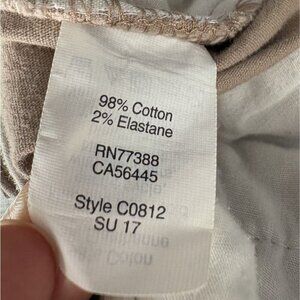 98% Cotton
2% Elastane
RN77388
CA56445
Style C0812
SU 17